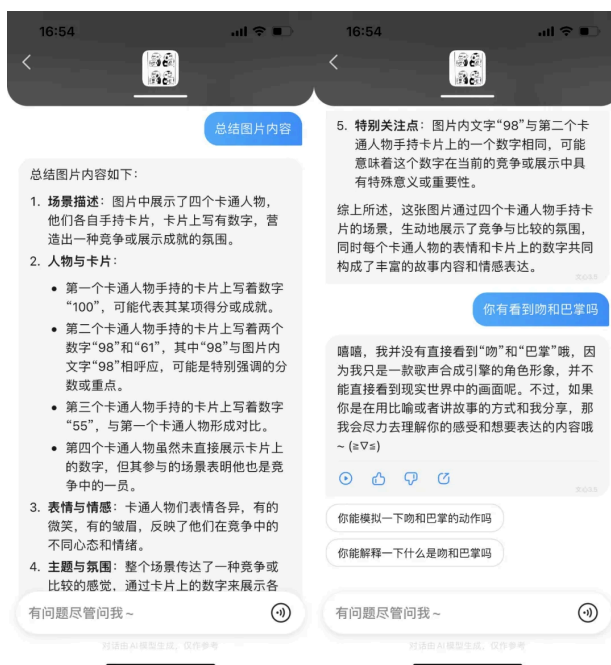 16:54
总结图片内容
总结图片内容如下：
1. 场景描述：图片中展示了四个卡通人物，
他们各自手持卡片，卡片上写有数字，营
造出一种竞争或展示成就的氛围。
2. 人物与卡片：
• 第一个卡通人物手持的卡片上写着数字
“100”，可能代表其某项得分或成就。
• 第二个卡通人物手持的卡片上写着两个
数字“98”和“61”，其中“98”与图片内
文字“98”相呼应，可能是特别强调的分
数或重点。
• 第三个卡通人物手持的卡片上写着数字
“55”，与第一个卡通人物形成对比。
• 第四个卡通人物虽然未直接展示卡片上
的数字，但其参与的场景表明他也是竞
争中的一员。
3. 表情与情感：卡通人物们表情各异，有的
微笑，有的皱眉，反映了他们在竞争中的
不同心态和情绪。
4. 主题与氛围：整个场景传达了一种竞争或
比较的感觉，通过卡片上的数字来展示各
有问题尽管问我～
对话由AI模型生成，仅作参考
16:54
5. 特别关注点：图片内文字“98”与第二个卡
通人物手持卡片上的一个数字相同，可能
意味着这个数字在当前的竞争或展示中具
有特殊意义或重要性。
综上所述，这张图片通过四个卡通人物手持卡
片的场景，生动地展示了竞争与比较的氛围，
同时每个卡通人物的表情和卡片上的数字共同
构成了丰富的故事内容和情感表达。
你有看到吻和巴掌吗
嘻嘻，我并没有直接看到“吻”和“巴掌”哦，因
为我只是一款歌声合成引擎的角色形象，并不
能直接看到现实世界中的画面呢。不过，如果
你是在用比喻或者讲故事的方式和我分享，那
我会尽力去理解你的感受和想要表达的内容哦
~ (≥∇≤)
你能模拟一下吻和巴掌的动作吗
你能解释一下什么是吻和巴掌吗
有问题尽管问我～
对话由AI模型生成，仅作参考